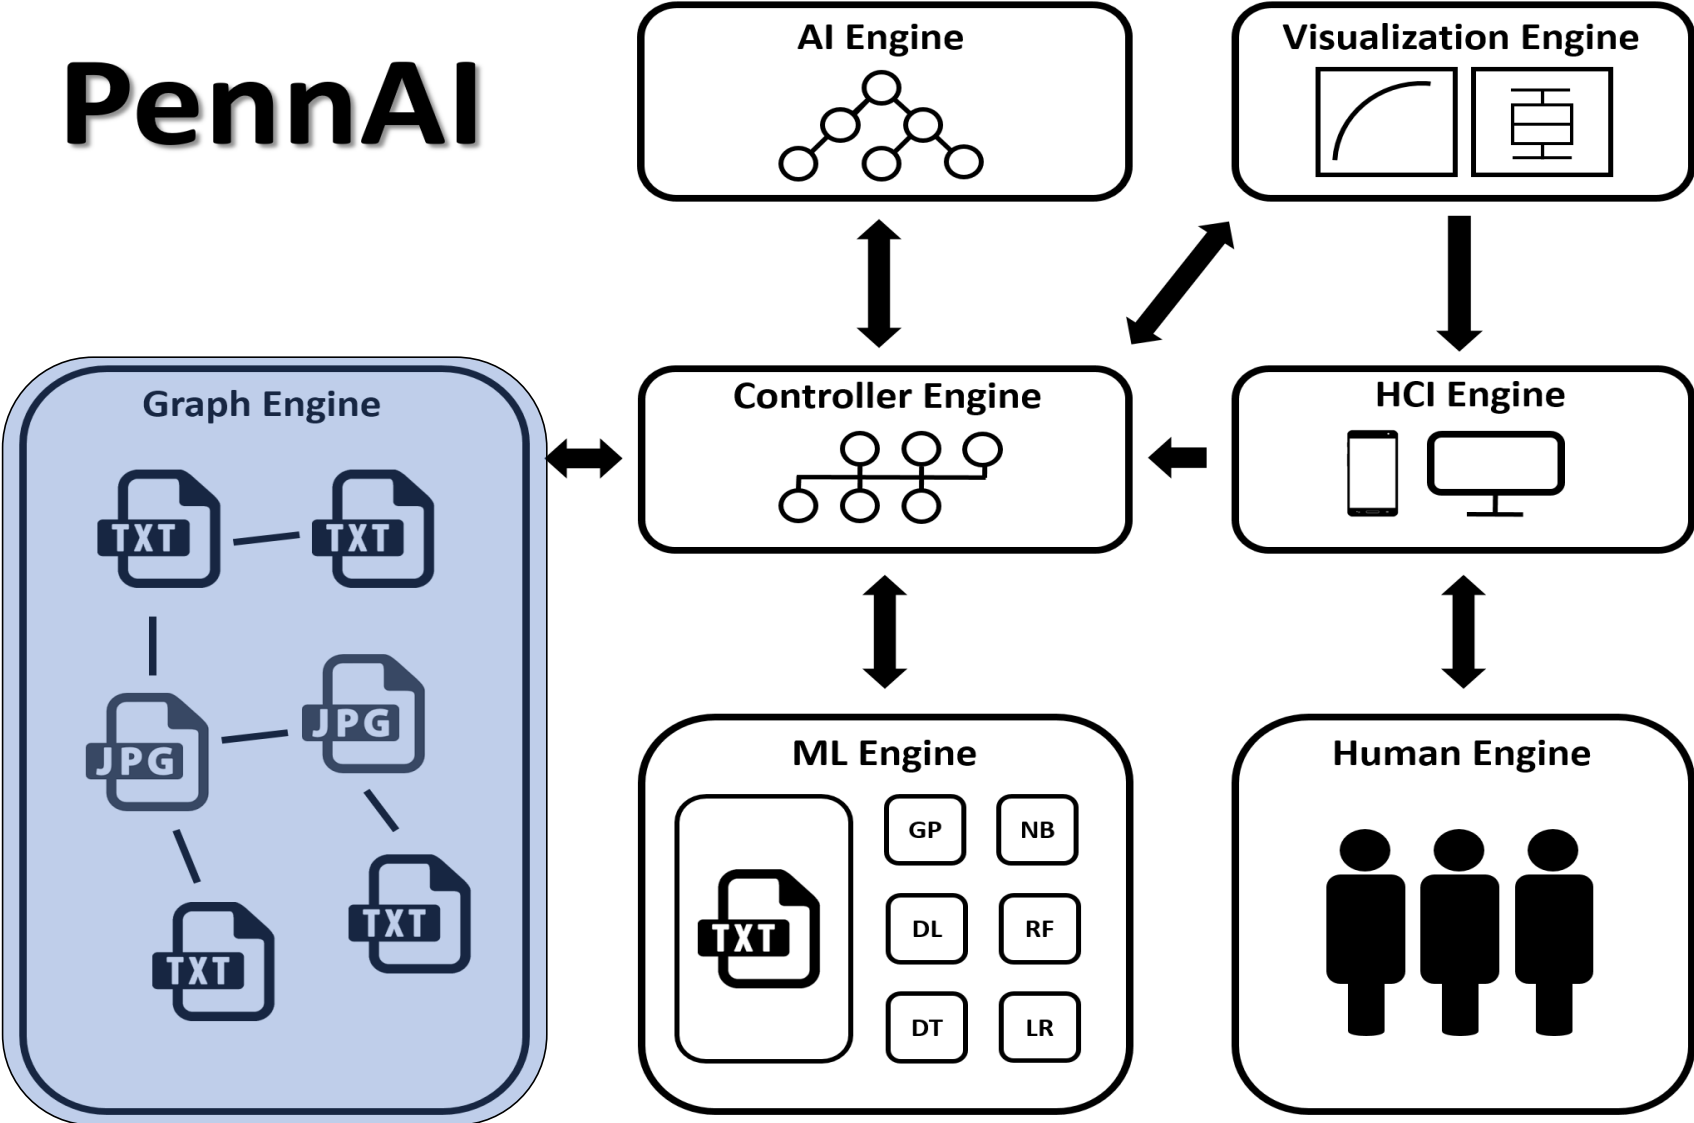 PennAI
AI Engine
Visualization Engine
Graph Engine
TXT
TXT
JPG
JPG
TXT
TXT
Controller Engine
HCI Engine
ML Engine
TXT
GP
NB
DL
RF
DT
LR
Human Engine